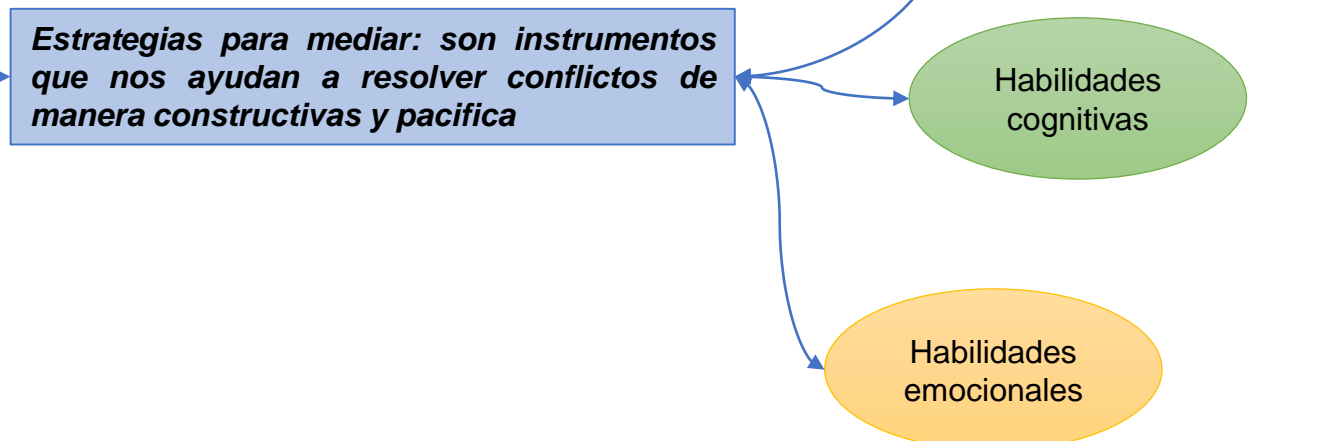 Estrategias para mediar: son instrumentos
que nos ayudan a resolver conflictos de
manera constructivas y pacifica
Habilidades
cognitivas
Habilidades
emocionales